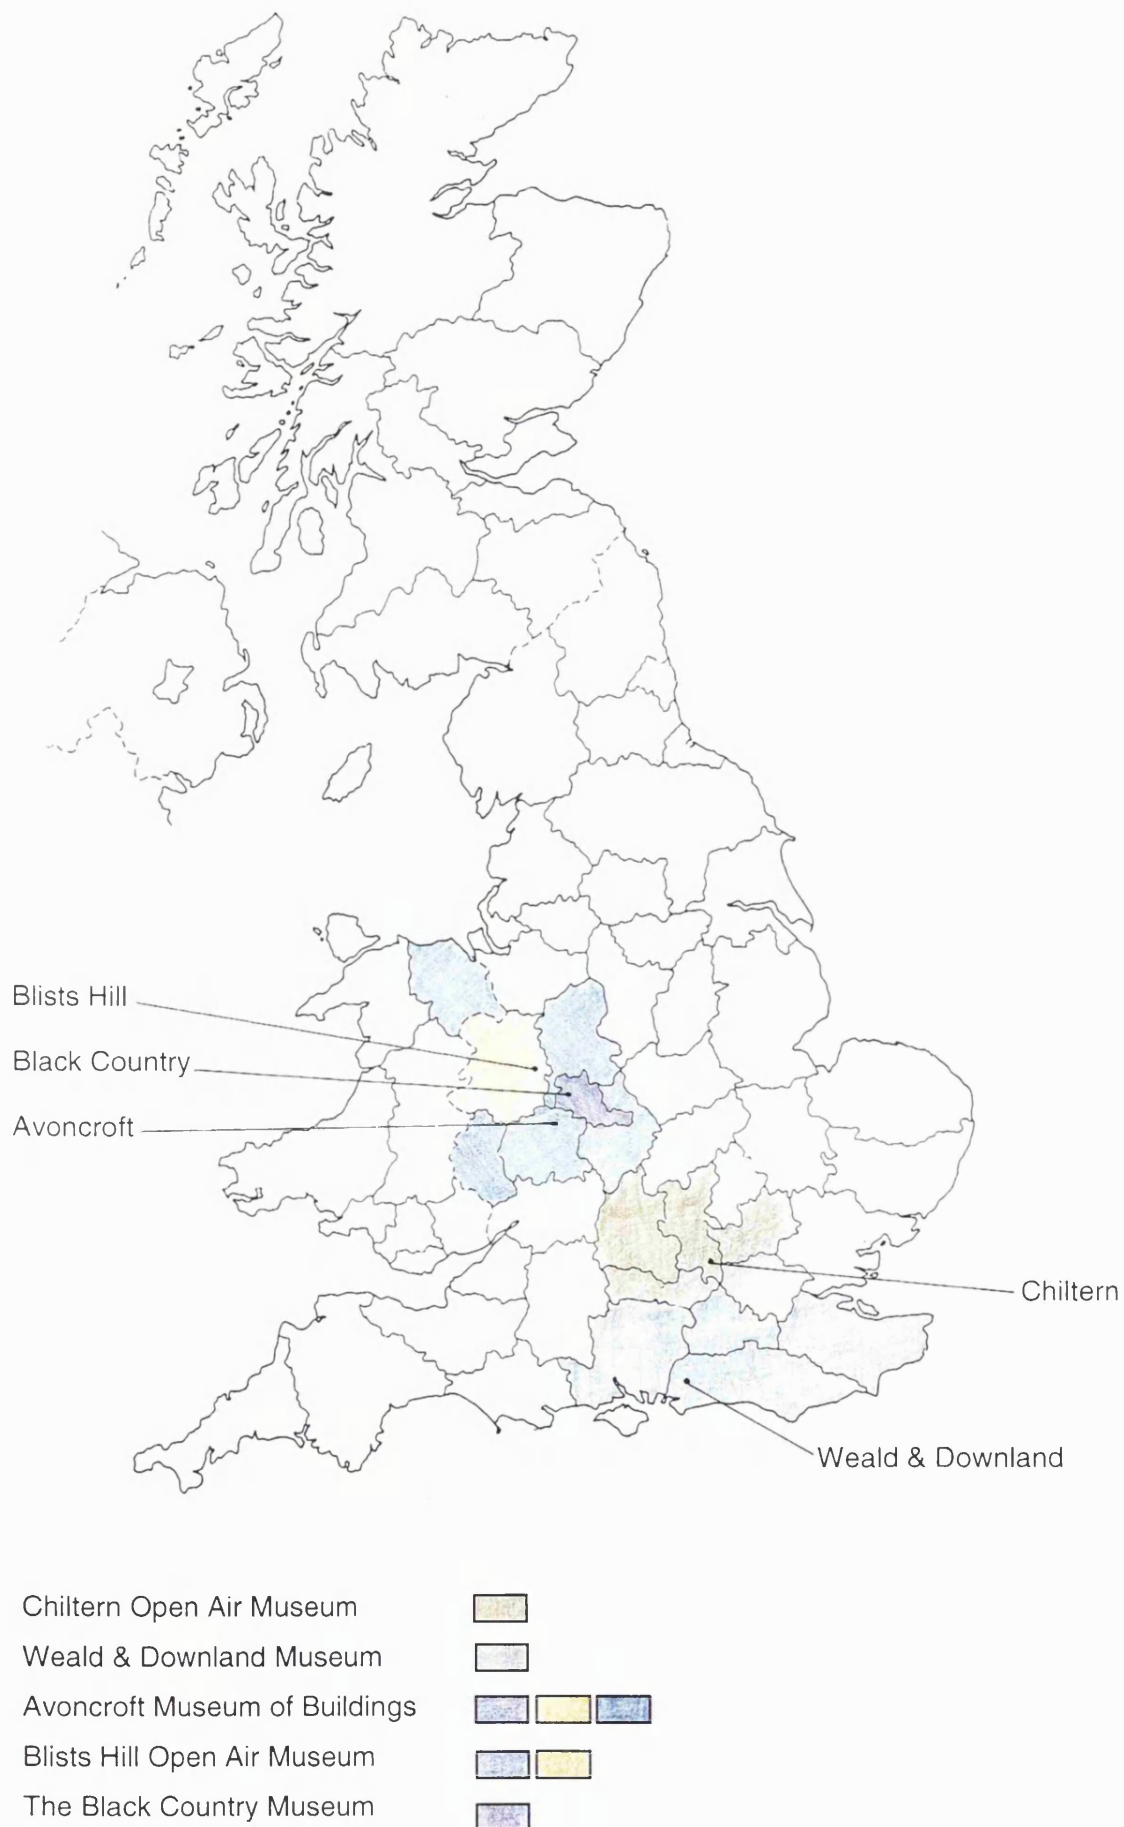 Blists Hill
Black Country
Avoncroft
Chiltern
Weald & Downland
Chiltern Open Air Museum
Weald & Downland Museum
Avoncroft Museum of Buildings
Blists Hill Open Air Museum
The Black Country Museum